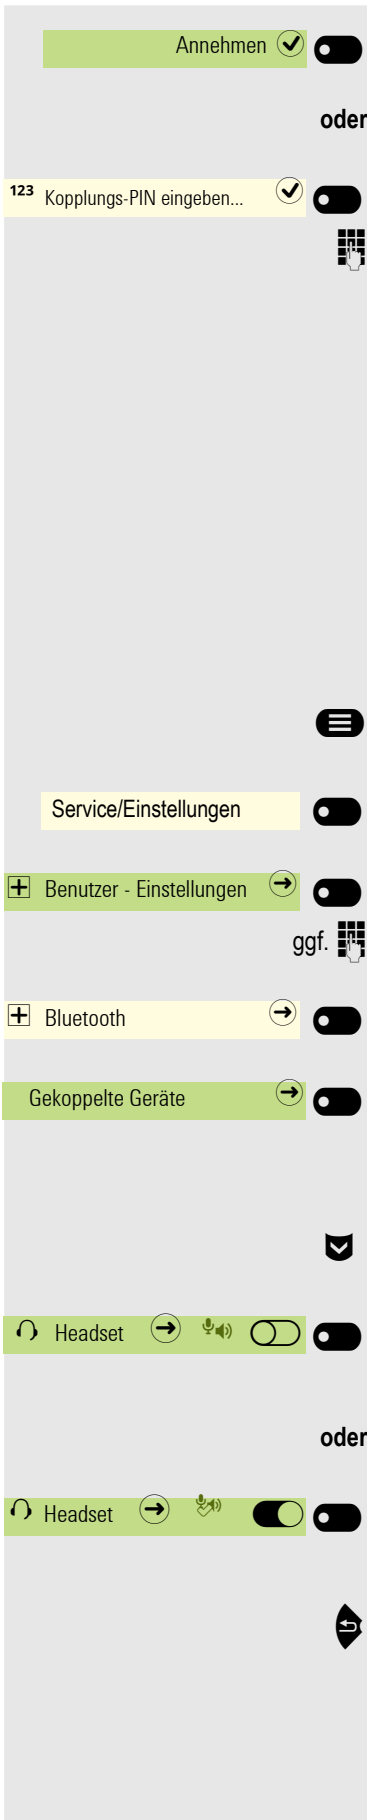 Annehmen
oder
123 Kopplungs-PIN eingeben...
Service/Einstellungen
Benutzer - Einstellungen
ggf.
Bluetooth
Gekoppelte Geräte
Headset
oder
Headset